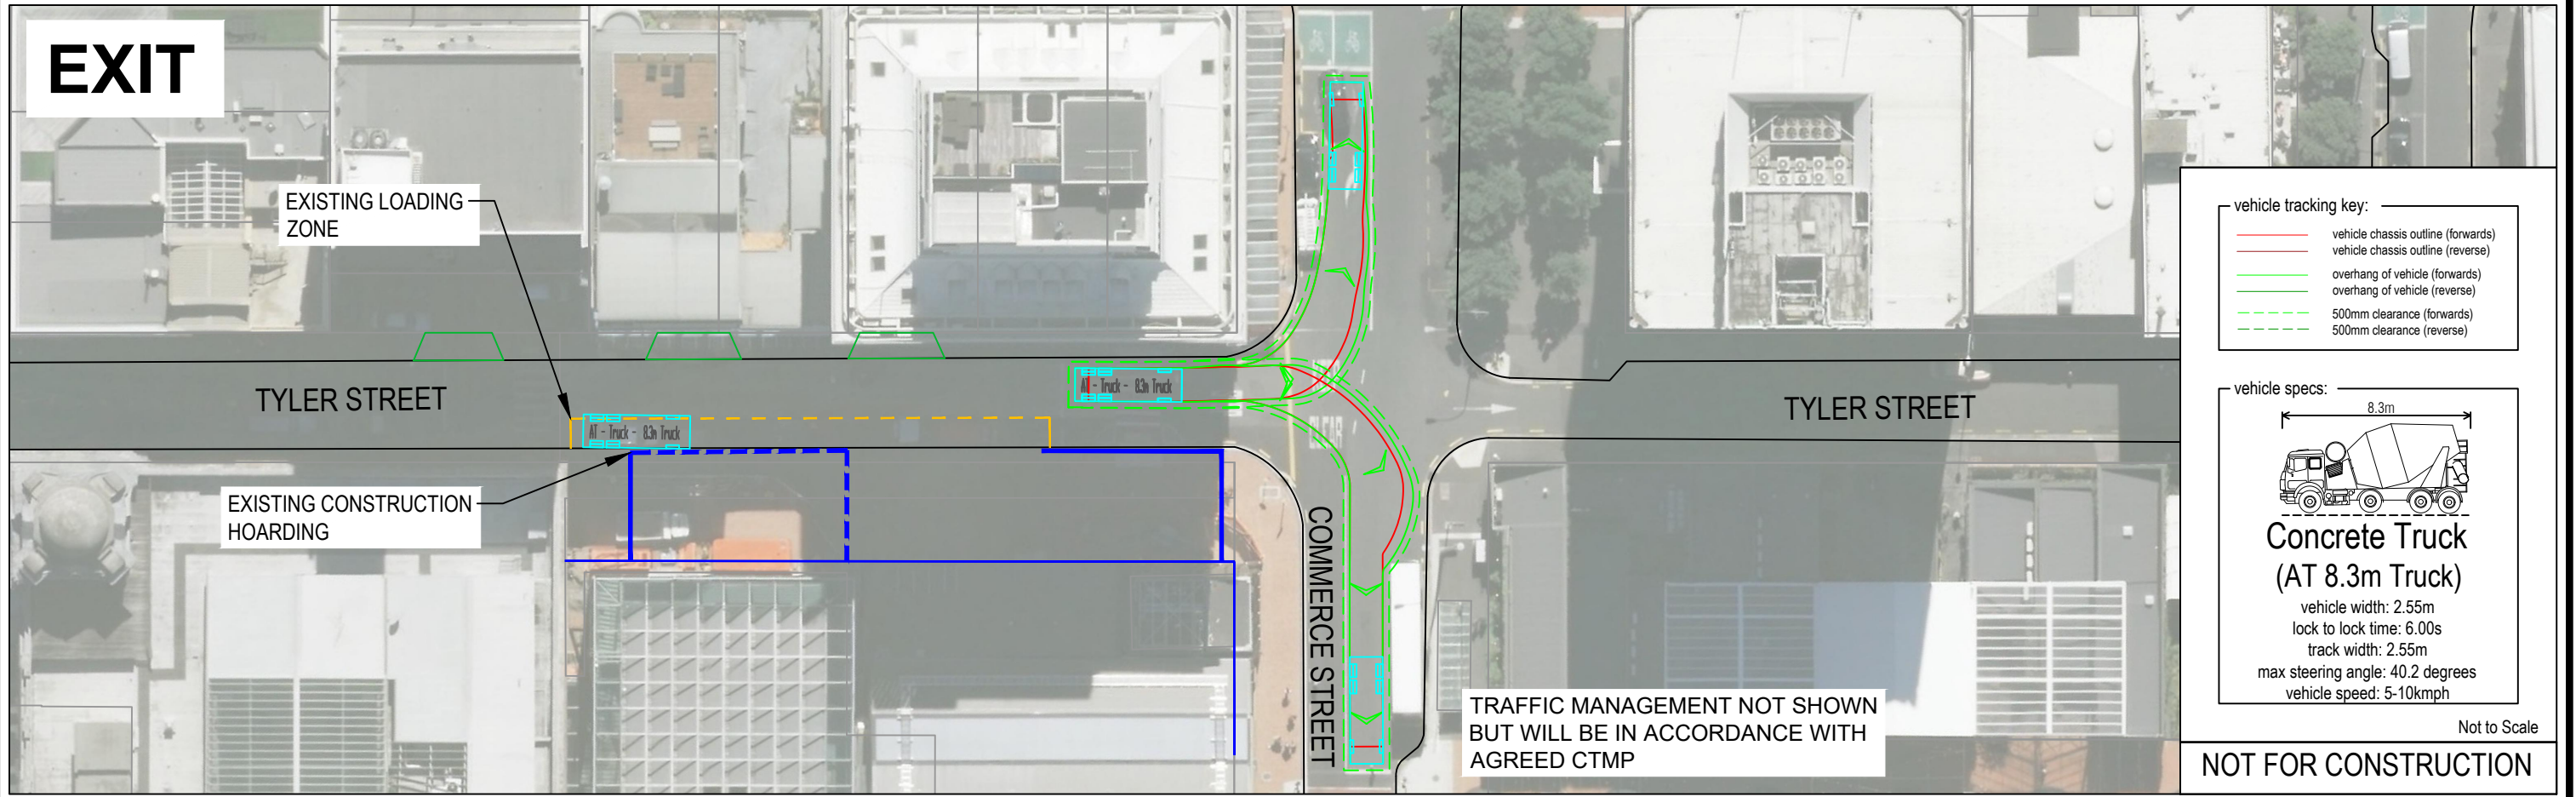 EXIT
EXISTING LOADING
ZONE
TYLER STREET
AT - Truck - 8.3m Truck
AT - Truck - 8.3m Truck
TYLER STREET
EXISTING CONSTRUCTION
HOARDING
COMMERCE STREET
CLEAR
TRAFFIC MANAGEMENT NOT SHOWN
BUT WILL BE IN ACCORDANCE WITH
AGREED CTMP
vehicle tracking key:
vehicle chassis outline (forwards)
vehicle chassis outline (reverse)
overhang of vehicle (forwards)
overhang of vehicle (reverse)
500mm clearance (forwards)
500mm clearance (reverse)
vehicle specs:
8.3m
Concrete Truck
(AT 8.3m Truck)
vehicle width: 2.55m
lock to lock time: 6.00s
track width: 2.55m
max steering angle: 40.2 degrees
vehicle speed: 5-10kmph
Not to Scale
NOT FOR CONSTRUCTION